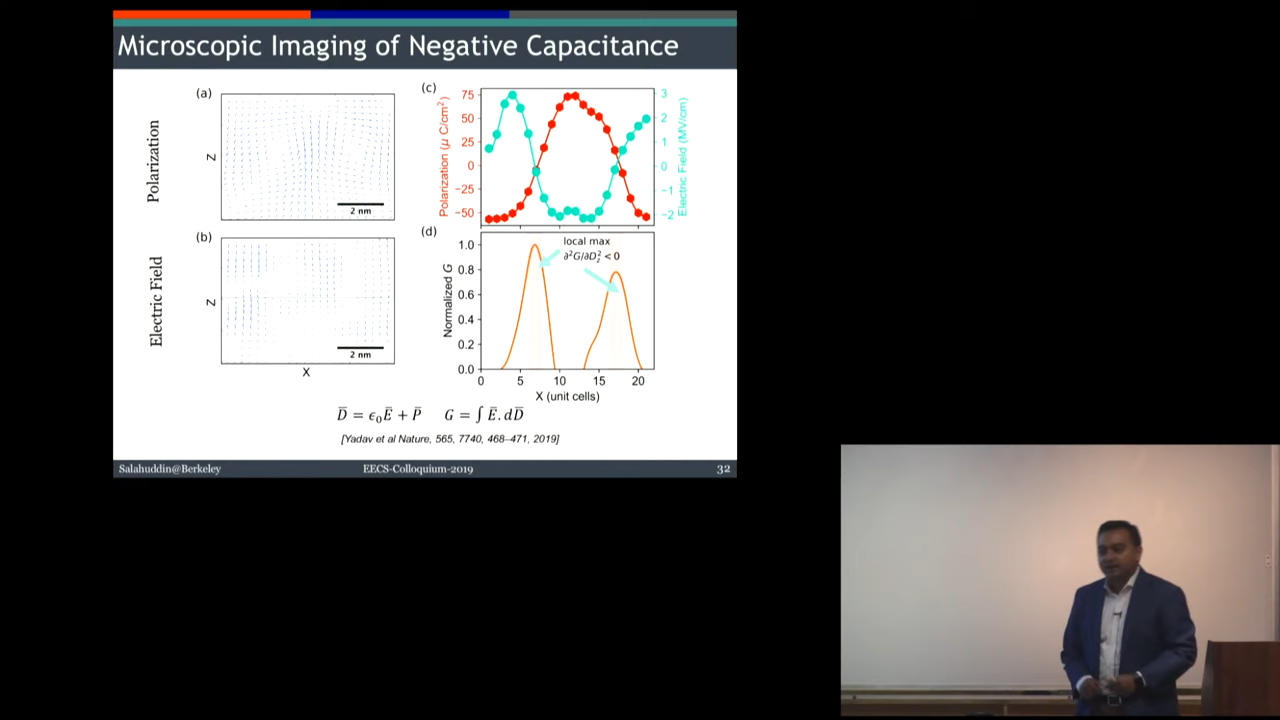 Microscopic Imaging of Negative Capacitance
(a)
Polarization
Z
2 nm
(b)
Electric Field
Z
2 nm
X
(c)
Polarization (μ C/cm²)
75
50
25
0
−25
−50
3
2
1
0
−1
−2
Electric Field (MV/cm)
(d)
Normalized G
1.0
0.8
0.6
0.4
0.2
0.0
local max
∂²G/∂D_z² < 0
0 5 10 15 20
X (unit cells)
D̅ = ϵ₀E̅ + P̅ G = ∫ E̅. dD̅
[Yadav et al Nature, 565, 7740, 468–471, 2019]
Salahuddin@Berkeley EECS-Colloquium-2019 32